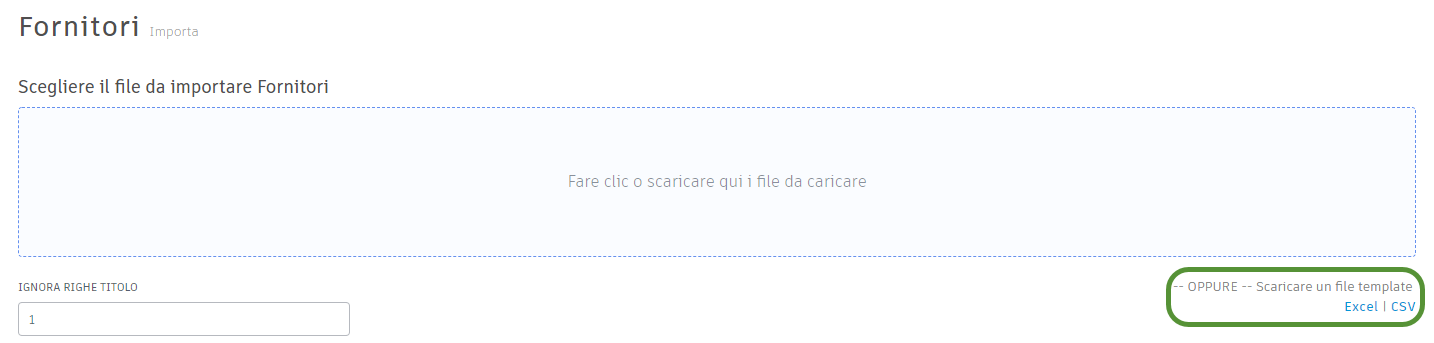 Fornitori Importa
Scegliere il file da importare Fornitori
Fare clic o scaricare qui i file da caricare
IGNORA RIGHE TITOLO
1
-- OPPURE -- Scaricare un file template
Excel | CSV